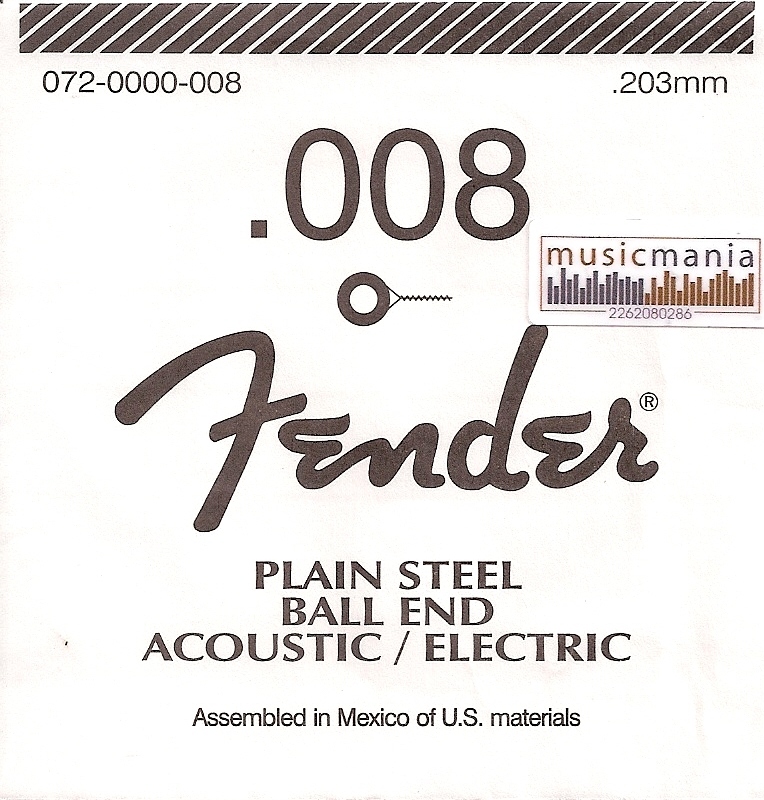 072-0000-008 .203mm
.008
musicmania
2262080286
Fender®
PLAIN STEEL
BALL END
ACOUSTIC / ELECTRIC
Assembled in Mexico of U.S. materials